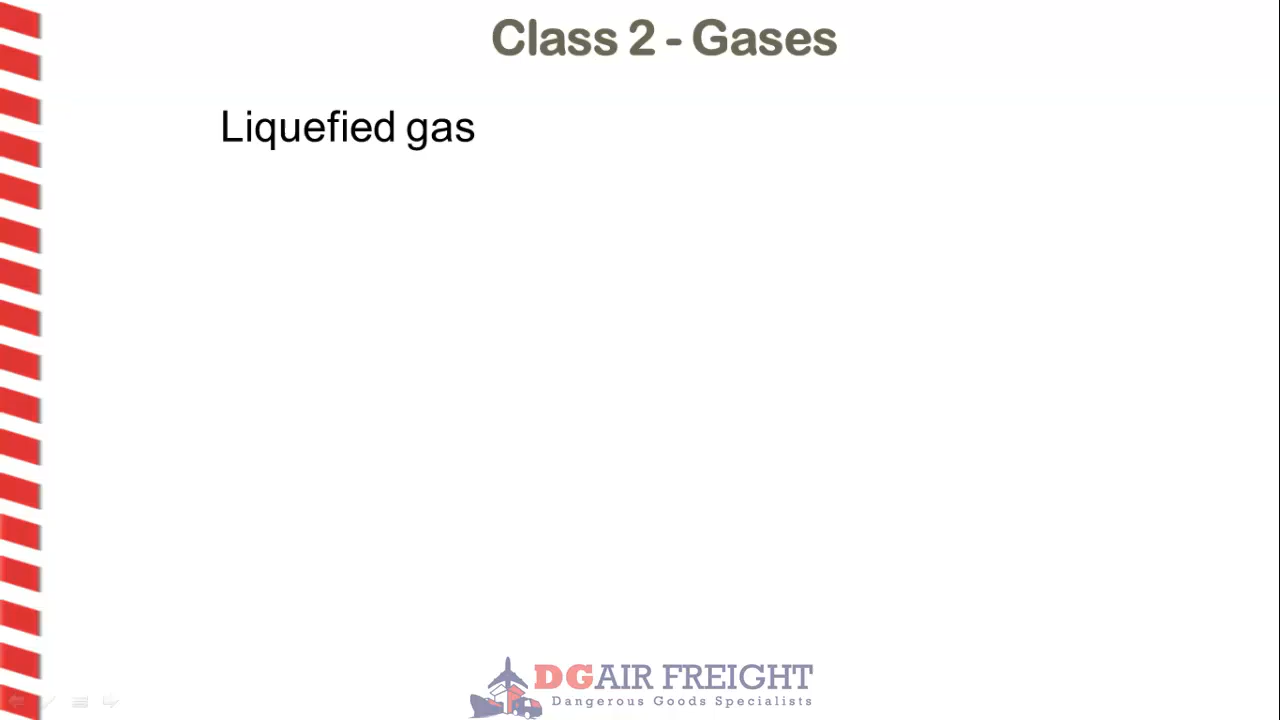 Class 2 - Gases
Liquefied gas
DGAIR FREIGHT
Dangerous Goods Specialists